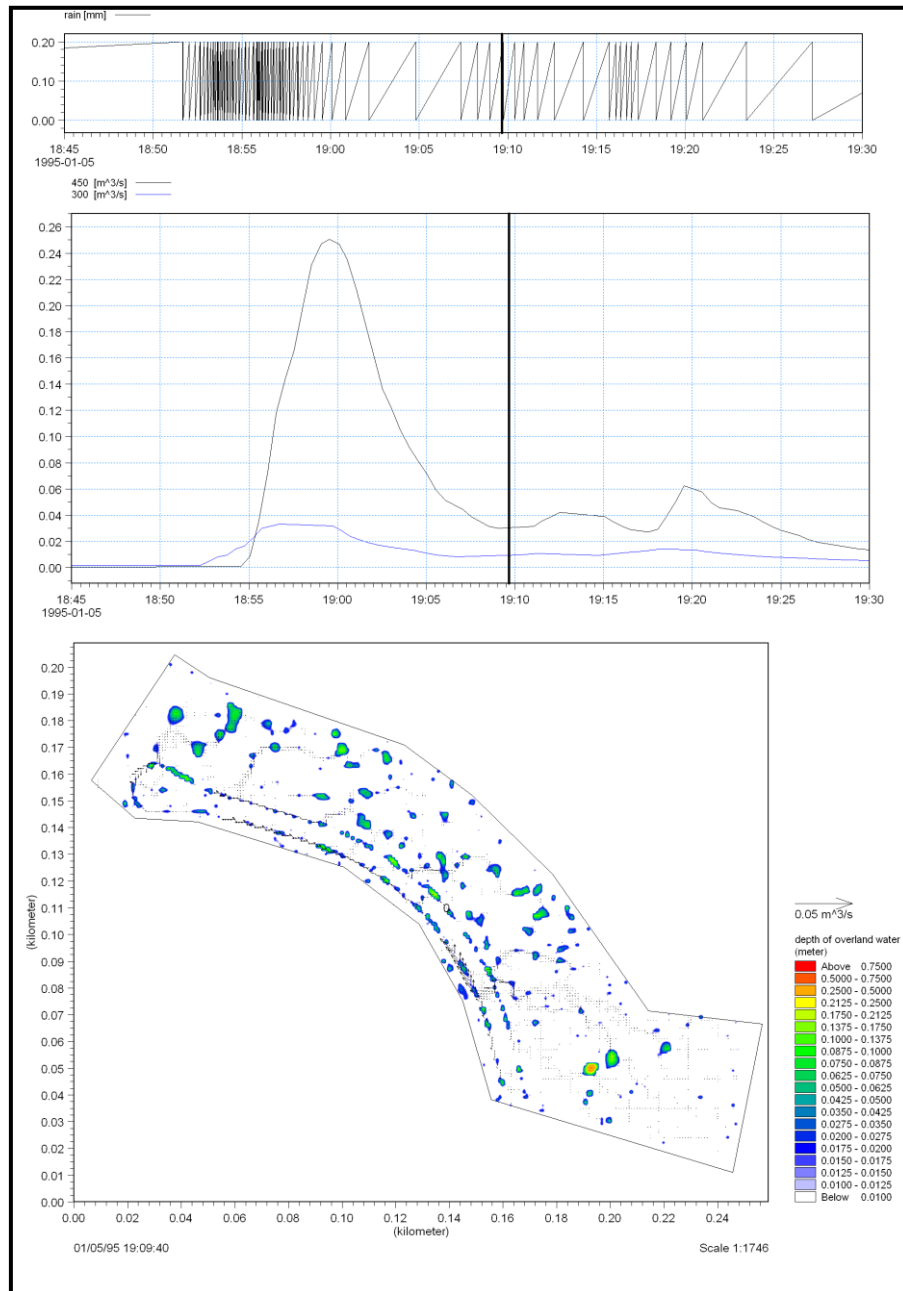 rain [mm]
0.20
0.10
0.00
18:45 18:50 18:55 19:00 19:05 19:10 19:15 19:20 19:25 19:30
1995-01-05
450 [m^3/s]
300 [m^3/s]
0.26
0.24
0.22
0.20
0.18
0.16
0.14
0.12
0.10
0.08
0.06
0.04
0.02
0.00
18:45 18:50 18:55 19:00 19:05 19:10 19:15 19:20 19:25 19:30
1995-01-05
0.20
0.19
0.18
0.17
0.16
0.15
0.14
0.13
0.12
0.11
0.10
0.09
0.08
0.07
0.06
0.05
0.04
0.03
0.02
0.01
0.00
(kilometer)
0.00 0.02 0.04 0.06 0.08 0.10 0.12 0.14 0.16 0.18 0.20 0.22 0.24
(kilometer)
01/05/95 19:09:40 Scale 1:1746
0.05 m^3/s
depth of overland water
(meter)
Above 0.7500
0.5000 - 0.7500
0.2500 - 0.5000
0.2125 - 0.2500
0.1750 - 0.2125
0.1375 - 0.1750
0.1000 - 0.1375
0.0875 - 0.1000
0.0750 - 0.0875
0.0625 - 0.0750
0.0500 - 0.0625
0.0425 - 0.0500
0.0350 - 0.0425
0.0275 - 0.0350
0.0200 - 0.0275
0.0175 - 0.0200
0.0150 - 0.0175
0.0125 - 0.0150
0.0100 - 0.0125
Below 0.0100